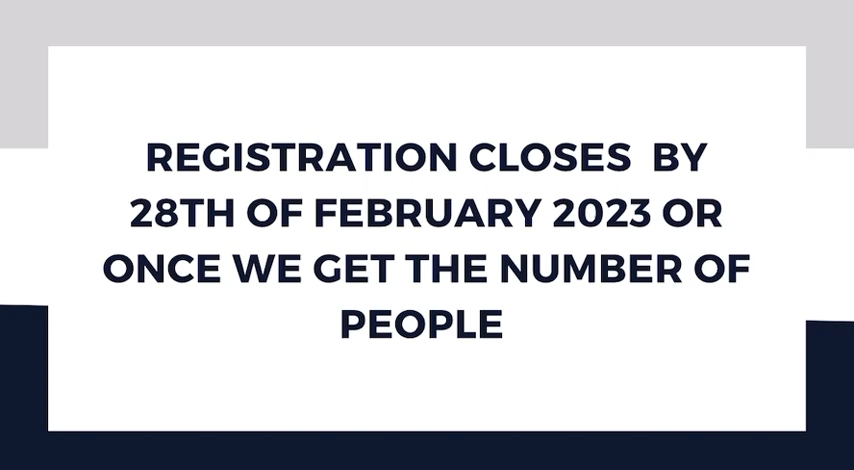 REGISTRATION CLOSES  BY
28TH OF FEBRUARY 2023 OR
ONCE WE GET THE NUMBER OF
PEOPLE